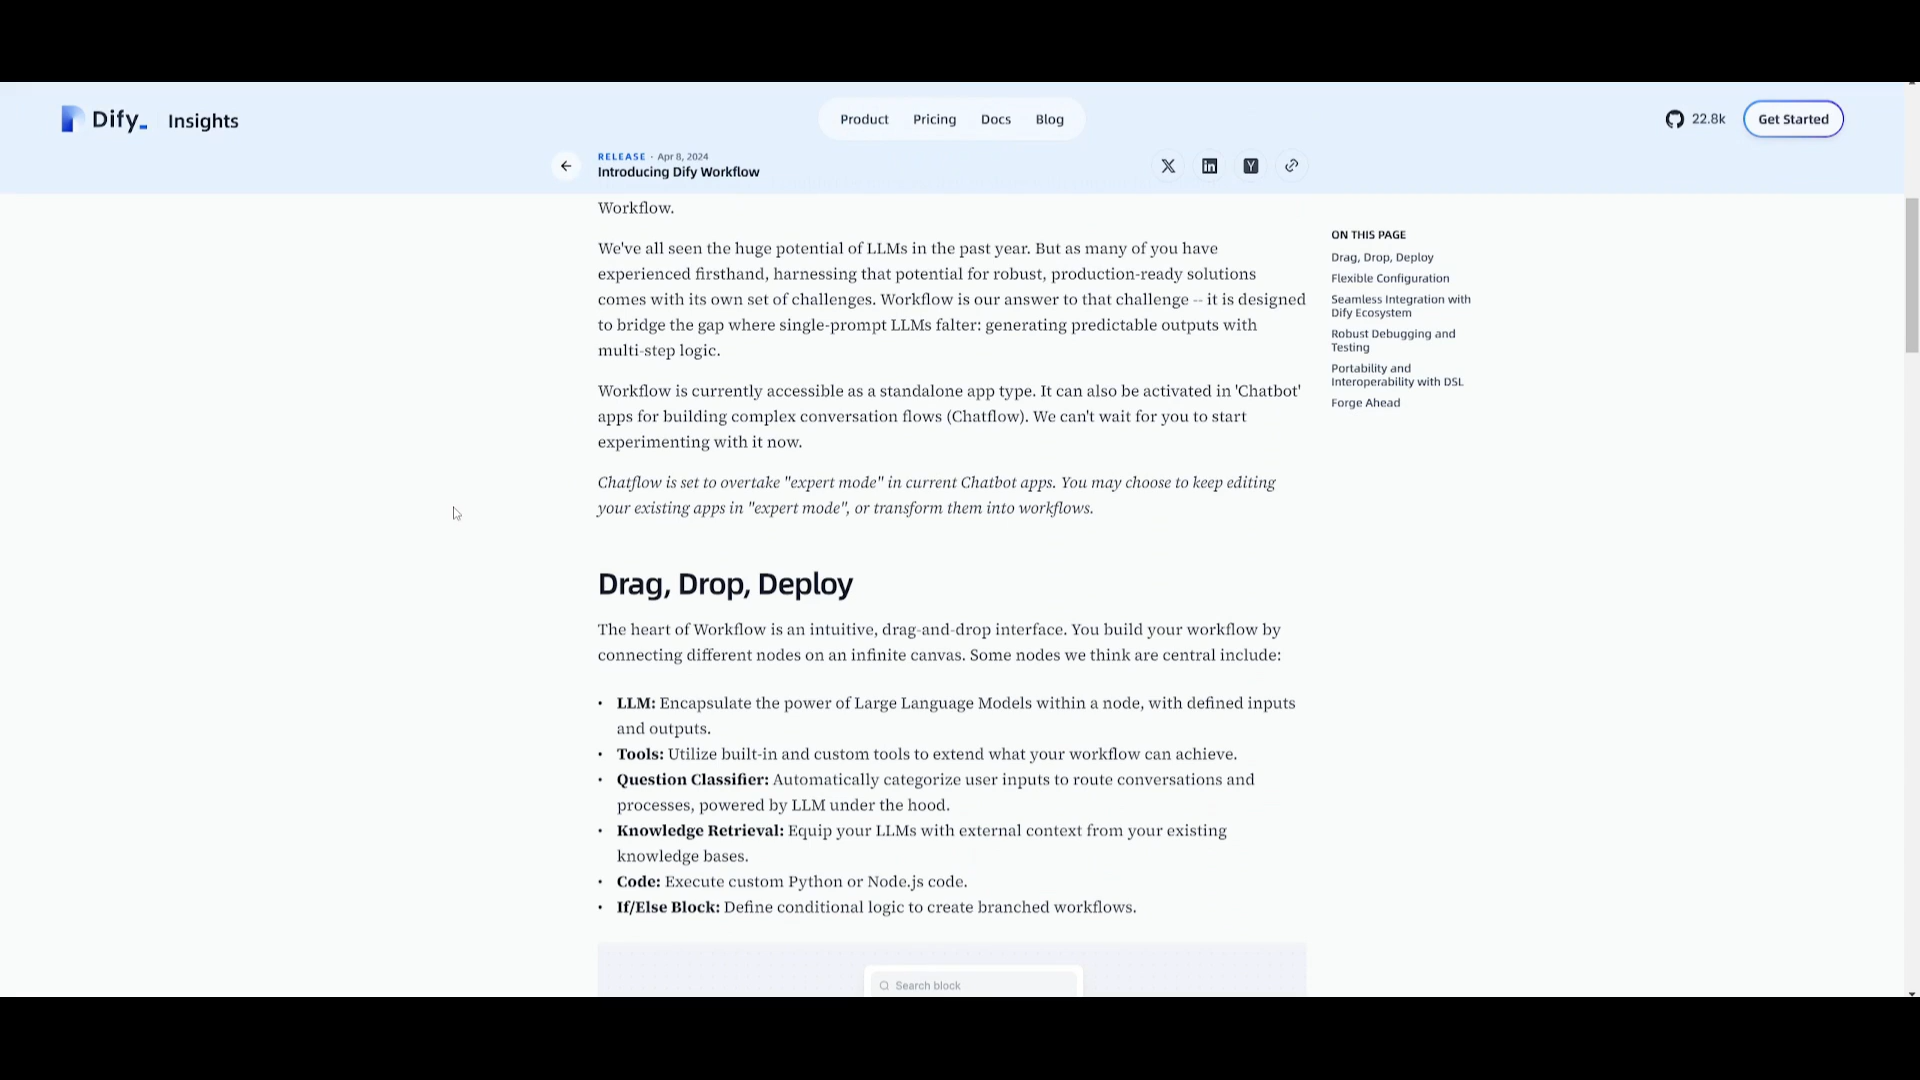 Dify_ Insights
Product Pricing Docs Blog
22.8k Get Started
RELEASE · Apr 8, 2024
Introducing Dify Workflow
Workflow.
We've all seen the huge potential of LLMs in the past year. But as many of you have
experienced firsthand, harnessing that potential for robust, production-ready solutions
comes with its own set of challenges. Workflow is our answer to that challenge -- it is designed
to bridge the gap where single-prompt LLMs falter: generating predictable outputs with
multi-step logic.
Workflow is currently accessible as a standalone app type. It can also be activated in 'Chatbot'
apps for building complex conversation flows (Chatflow). We can't wait for you to start
experimenting with it now.
Chatflow is set to overtake "expert mode" in current Chatbot apps. You may choose to keep editing
your existing apps in "expert mode", or transform them into workflows.
Drag, Drop, Deploy
The heart of Workflow is an intuitive, drag-and-drop interface. You build your workflow by
connecting different nodes on an infinite canvas. Some nodes we think are central include:
• LLM: Encapsulate the power of Large Language Models within a node, with defined inputs
and outputs.
• Tools: Utilize built-in and custom tools to extend what your workflow can achieve.
• Question Classifier: Automatically categorize user inputs to route conversations and
processes, powered by LLM under the hood.
• Knowledge Retrieval: Equip your LLMs with external context from your existing
knowledge bases.
• Code: Execute custom Python or Node.js code.
• If/Else Block: Define conditional logic to create branched workflows.
Search block
ON THIS PAGE
Drag, Drop, Deploy
Flexible Configuration
Seamless Integration with
Dify Ecosystem
Robust Debugging and
Testing
Portability and
Interoperability with DSL
Forge Ahead